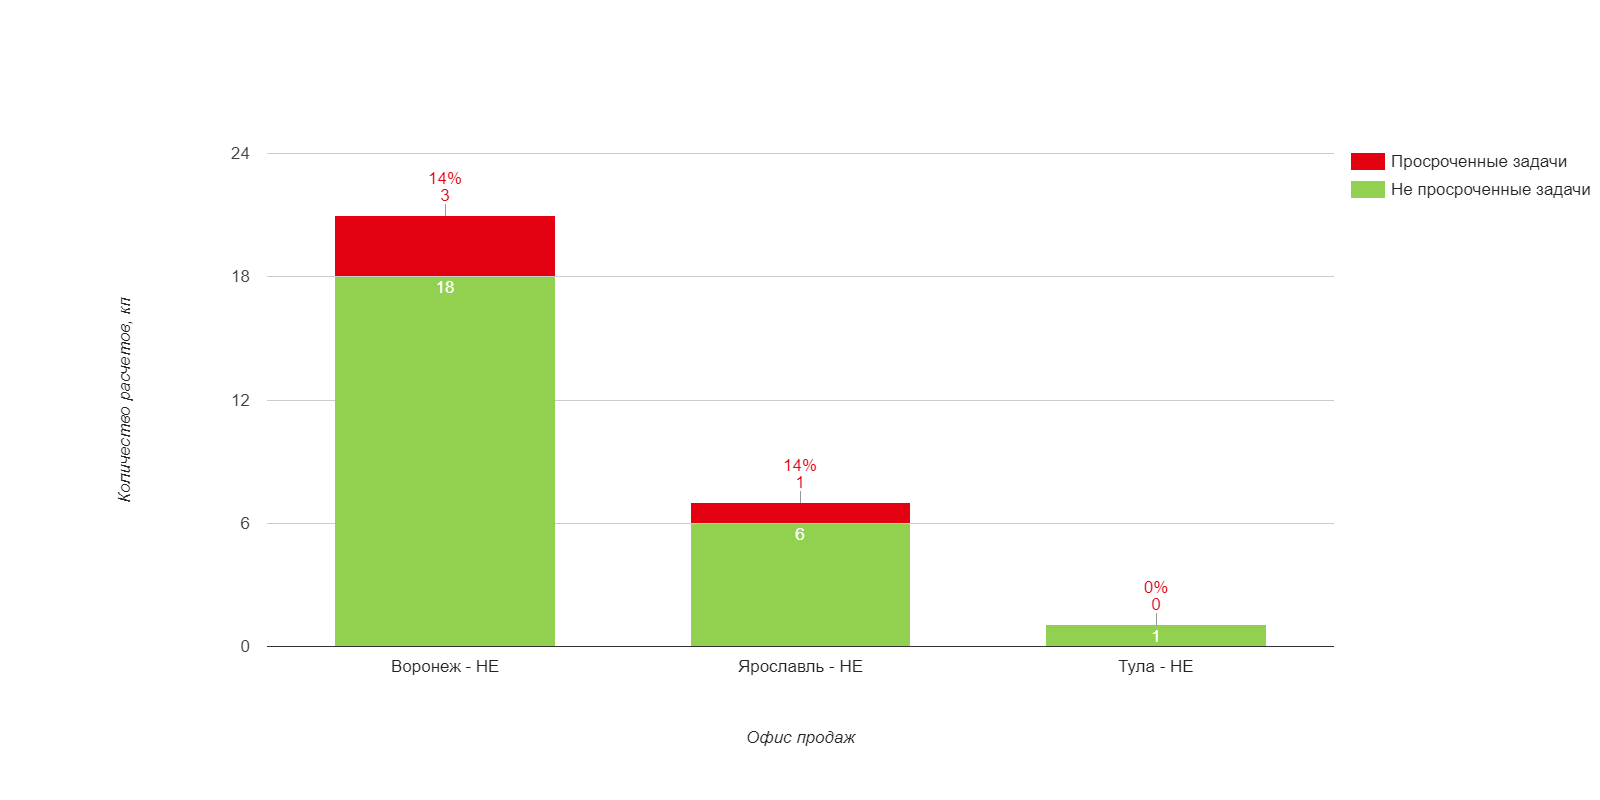 24
18
12
6
0
Количество расчетов, кп
14%
3
18
14%
1
6
0%
0
1
Воронеж - НЕ
Ярославль - НЕ
Тула - НЕ
Офис продаж
Просроченные задачи
Не просроченные задачи